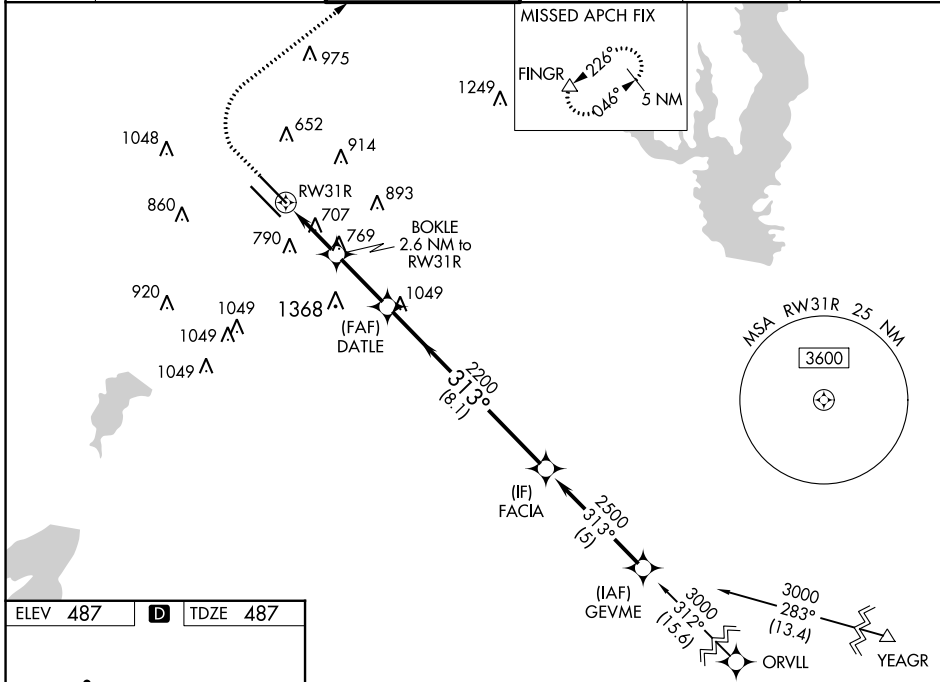 MISSED APCH FIX
FINGR
226°
046°
5 NM
975
1249
652
1048
914
RW31R
893
860
707
BOKLE
2.6 NM to
RW31R
790
769
920
1049
1368
1049
(FAF)
DATLE
1049
1049
MSA RW31R 25 NM
3600
2200
313°
(8.1)
(IF)
FACIA
2500
313°
(5)
(IAF)
GEVME
3000
312°
(15.6)
3000
283°
(13.4)
ORVLL
YEAGR
ELEV 487
D
TDZE 487